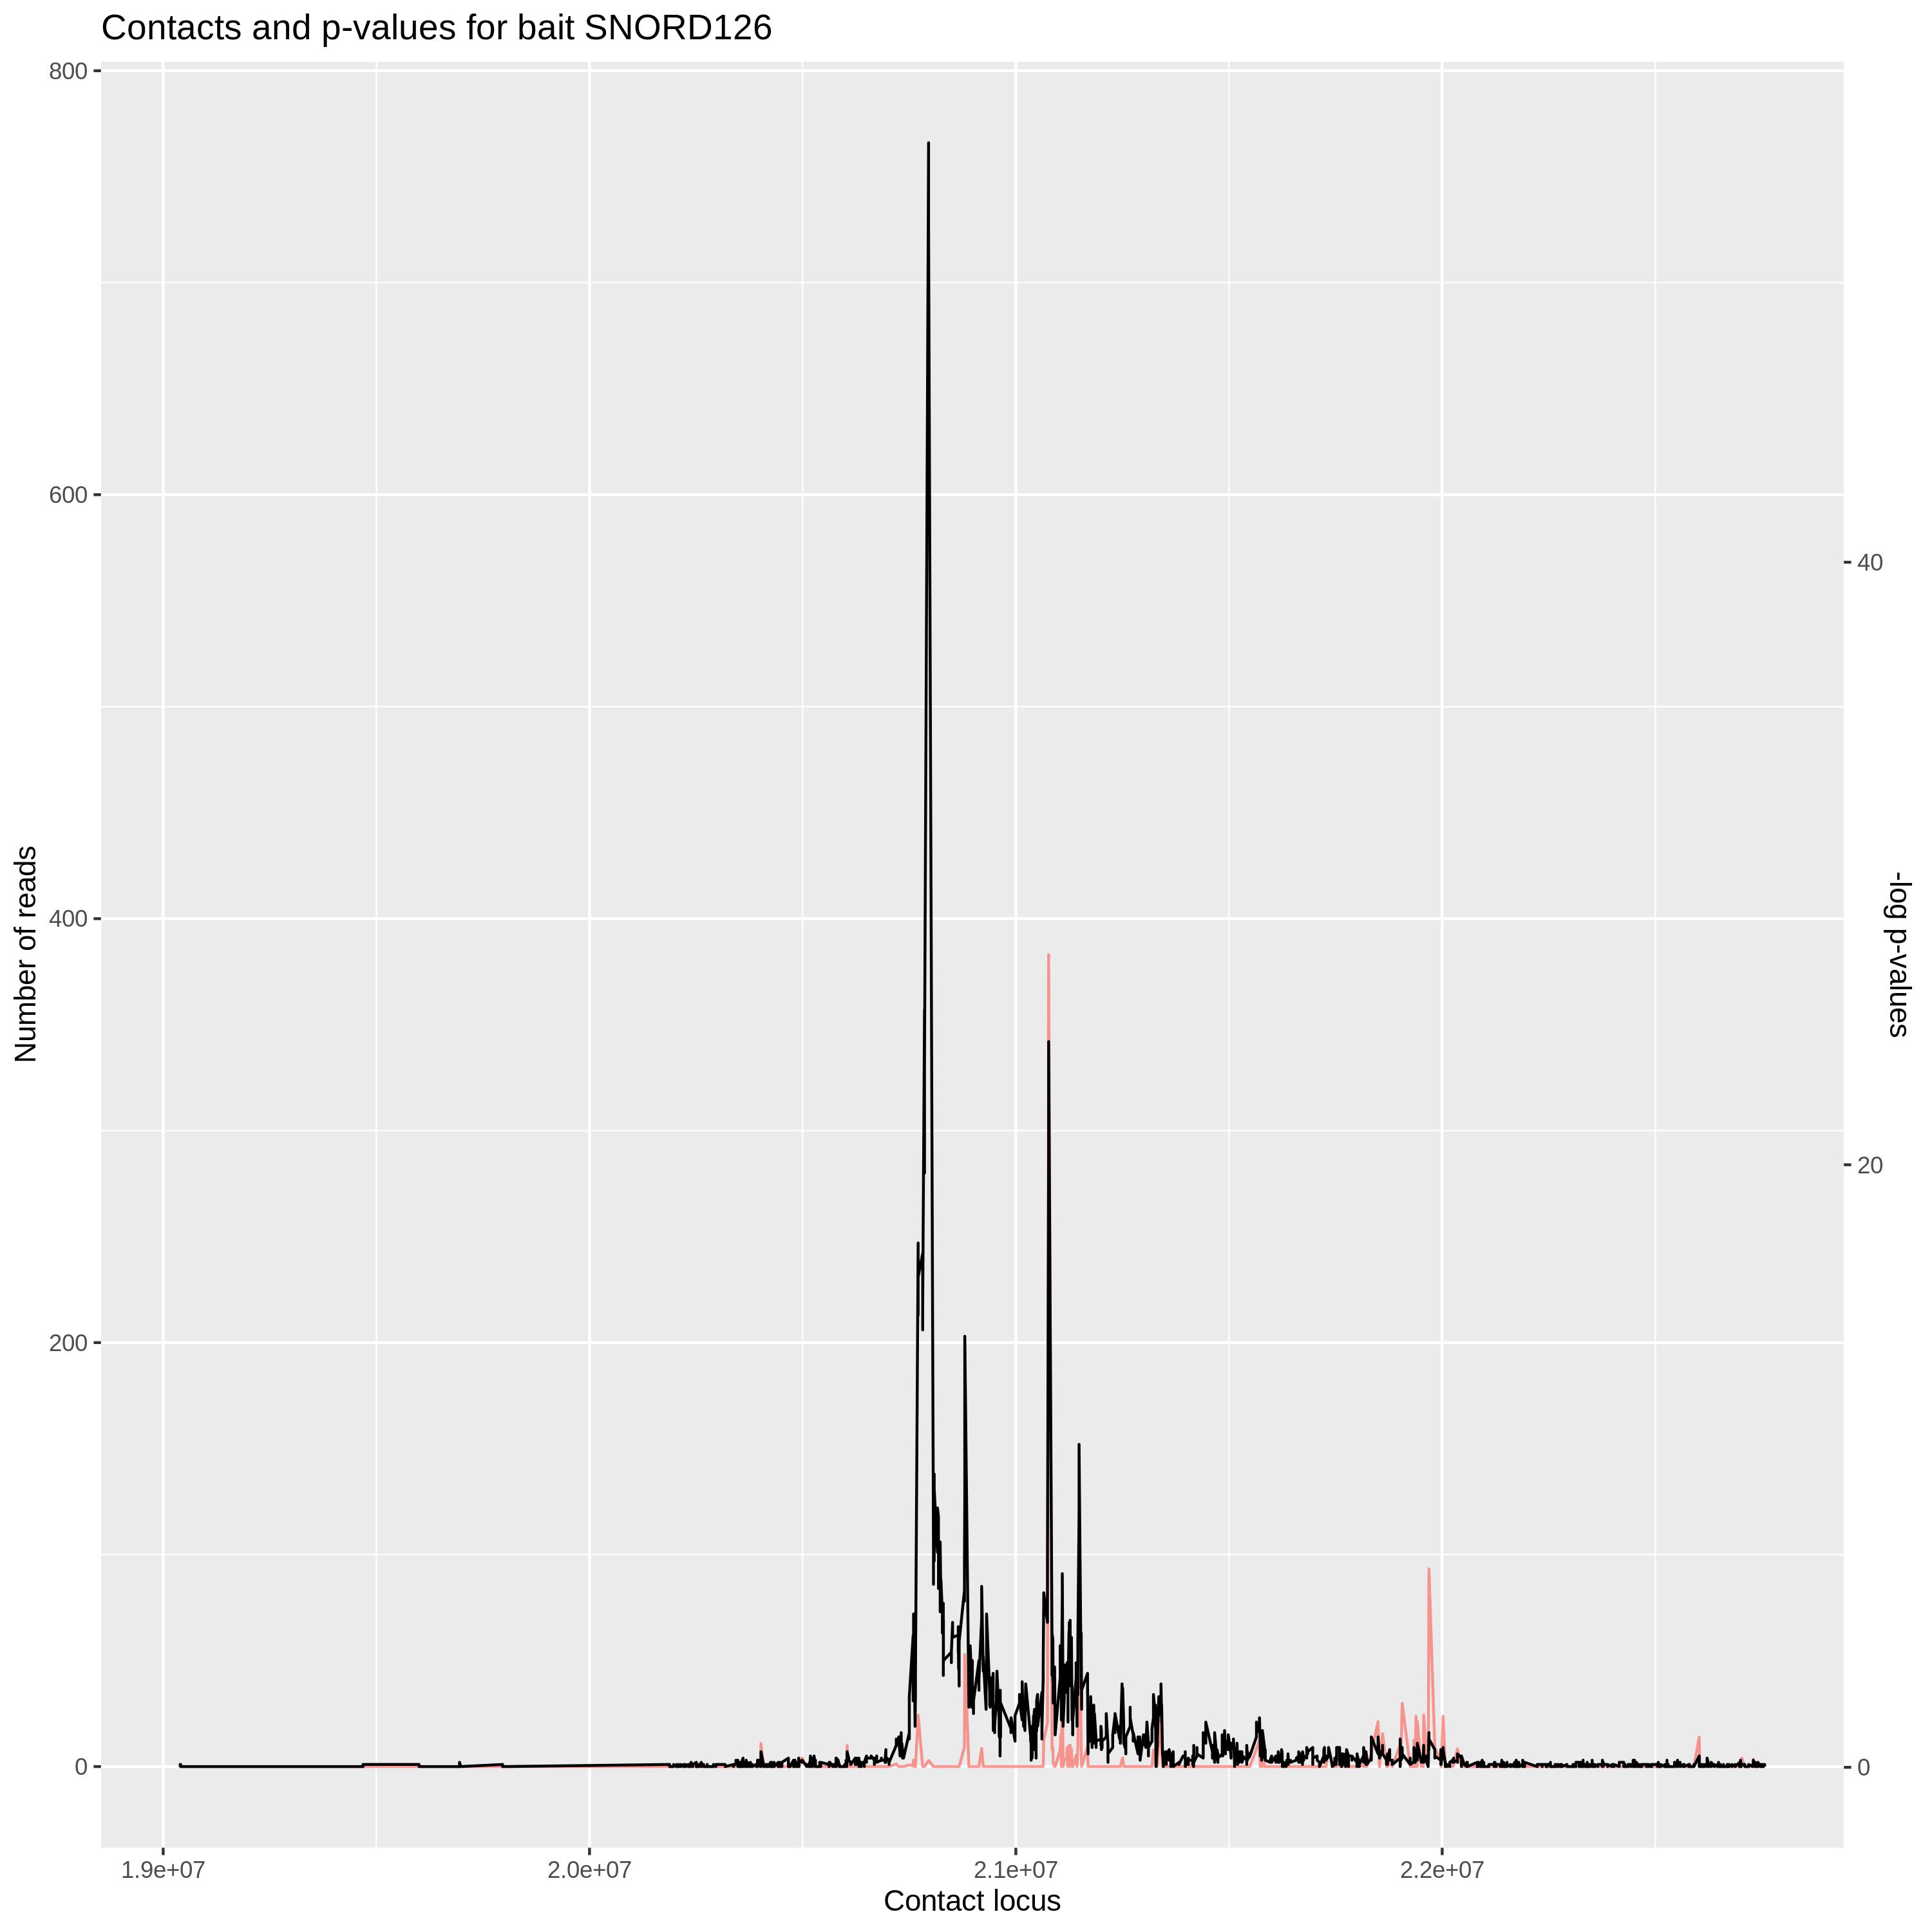 Contacts and p-values for bait SNORD126
800
600
400
200
0
Number of reads
40
20
0
-log p-values
1.9e+07
2.0e+07
2.1e+07
2.2e+07
Contact locus